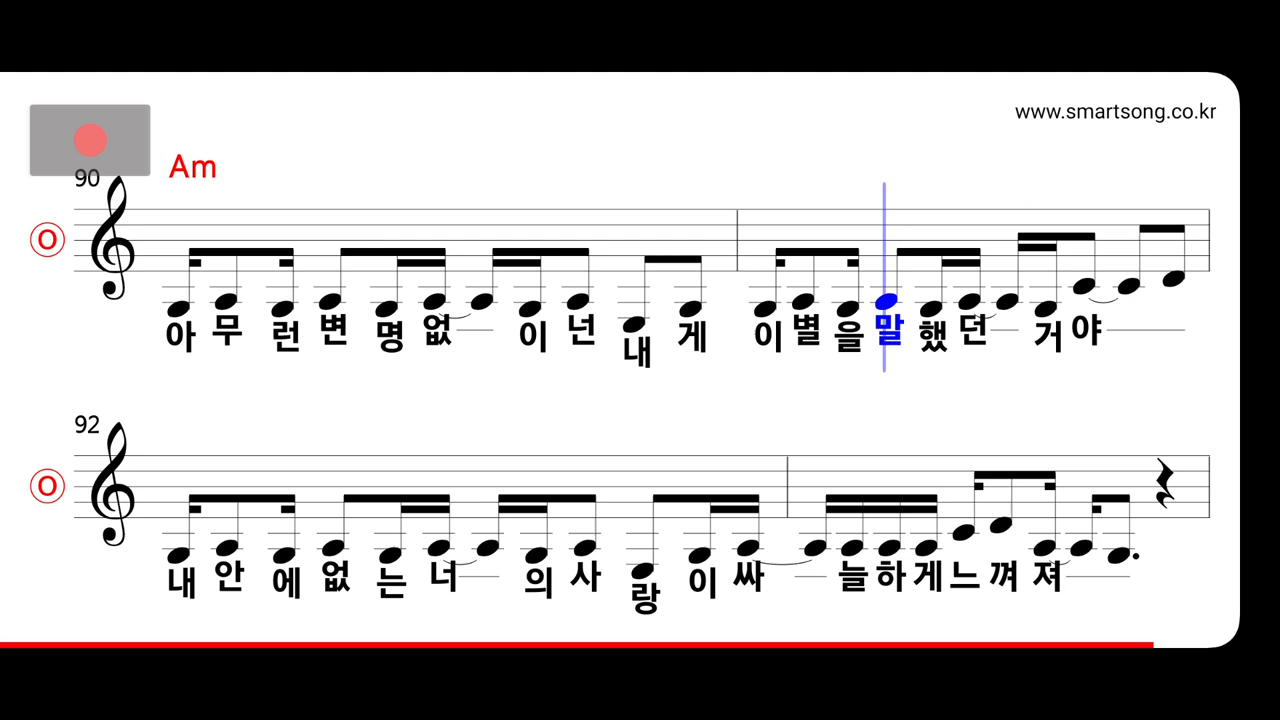 www.smartsong.co.kr
Am
90
O
아 무 런 변 명 없 이 넌 내 게 이 별 을 말 했 던 거 야
92
O
내 안 에 없 는 너 의 사 랑 이 싸 늘 하 게 느 껴 져